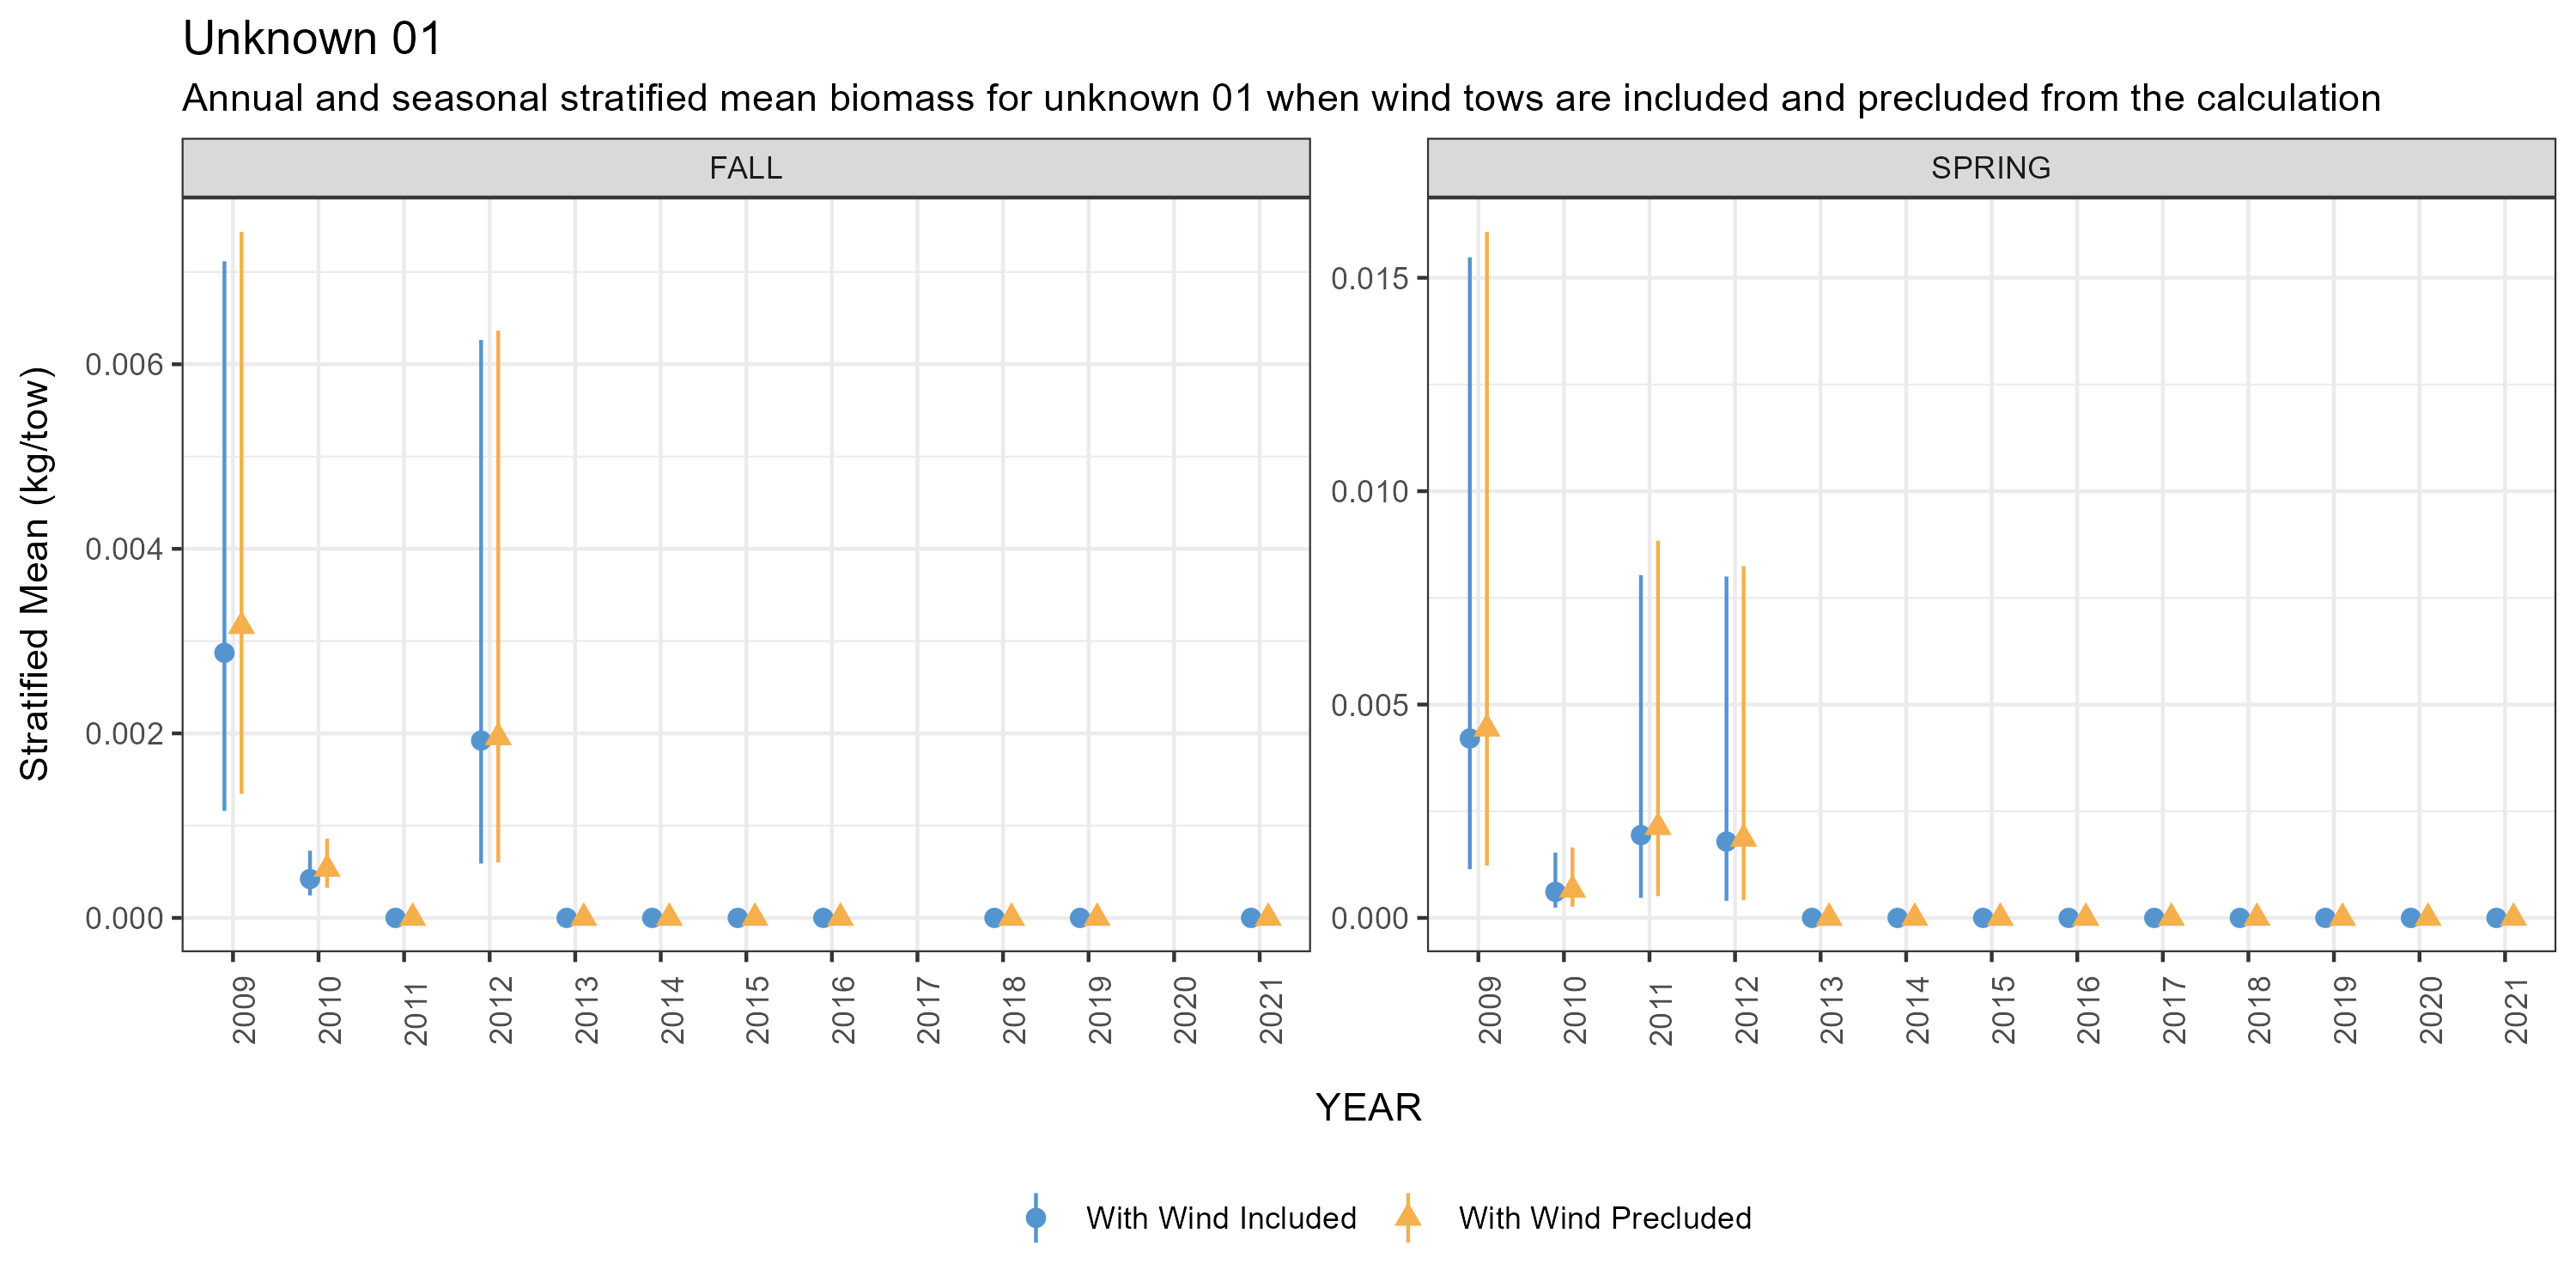 Unknown 01
Annual and seasonal stratified mean biomass for unknown 01 when wind tows are included and precluded from the calculation
FALL
SPRING
Stratified Mean (kg/tow)
0.006
0.004
0.002
0.000
0.015
0.010
0.005
0.000
2009 2010 2011 2012 2013 2014 2015 2016 2017 2018 2019 2020 2021
2009 2010 2011 2012 2013 2014 2015 2016 2017 2018 2019 2020 2021
YEAR
With Wind Included
With Wind Precluded